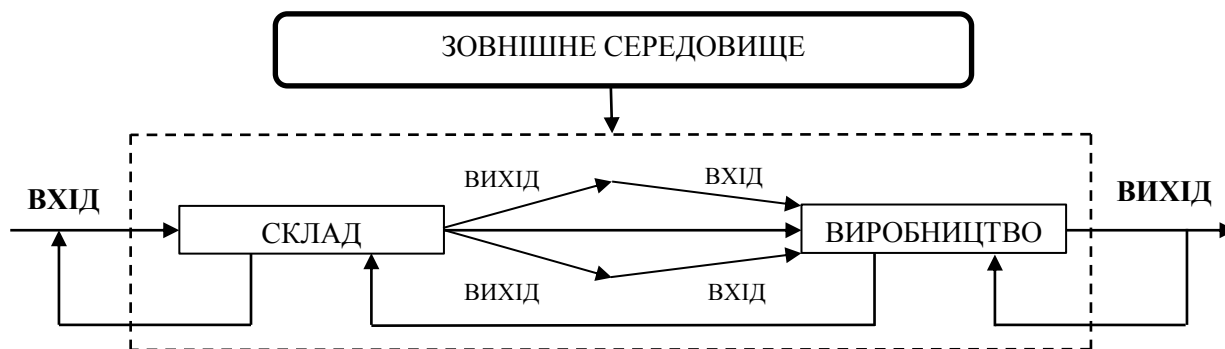 ЗОВНІШНЕ СЕРЕДОВИЩЕ
ВИХІД
ВХІД
ВХІД
ВИХІД
СКЛАД
ВИРОБНИЦТВО
ВИХІД
ВХІД